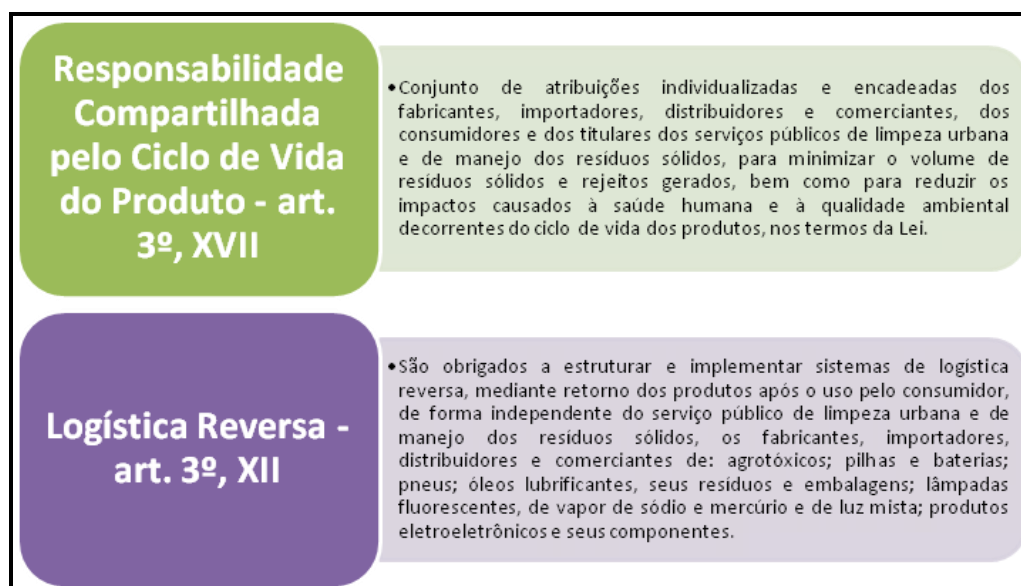 Responsabilidade
Compartilhada
pelo Ciclo de Vida
do Produto - art.
3º, XVII
•Conjunto de atribuições individualizadas e encadeadas dos
fabricantes, importadores, distribuidores e comerciantes, dos
consumidores e dos titulares dos serviços públicos de limpeza urbana
e de manejo dos resíduos sólidos, para minimizar o volume de
resíduos sólidos e rejeitos gerados, bem como para reduzir os
impactos causados à saúde humana e à qualidade ambiental
decorrentes do ciclo de vida dos produtos, nos termos da Lei.
Logística Reversa -
art. 3º, XII
•São obrigados a estruturar e implementar sistemas de logística
reversa, mediante retorno dos produtos após o uso pelo consumidor,
de forma independente do serviço público de limpeza urbana e de
manejo dos resíduos sólidos, os fabricantes, importadores,
distribuidores e comerciantes de: agrotóxicos; pilhas e baterias;
pneus; óleos lubrificantes, seus resíduos e embalagens; lâmpadas
fluorescentes, de vapor de sódio e mercúrio e de luz mista; produtos
eletroeletrônicos e seus componentes.